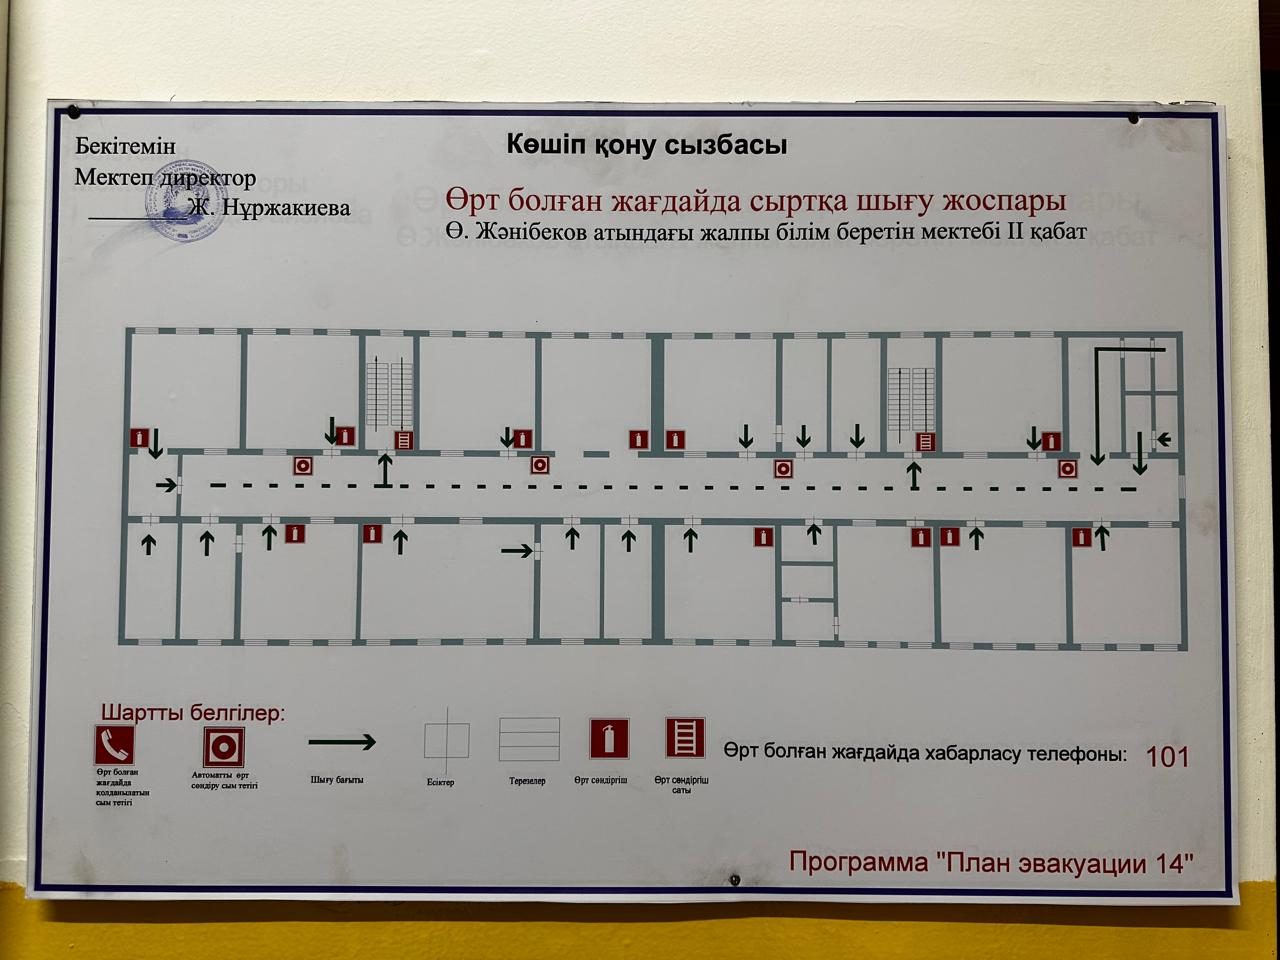 Бекітемін
Мектеп директор
Ж. Нұржакиева
Көшіп қону сызбасы
Өрт болған жағдайда сыртқа шығу жоспары
Ө. Жәнібеков атындағы жалпы білім беретін мектебі II қабат
Шартты белгілер:
Өрт болған
жағдайда
қолданылатын
сым тетігі
Автоматты өрт
сөндіру сым тетігі
Шығу бағыты
Есіктер
Терезелер
Өрт сөндіргіш
Өрт сөндіргіш
саты
Өрт болған жағдайда хабарласу телефоны: 101
Программа "План эвакуации 14"